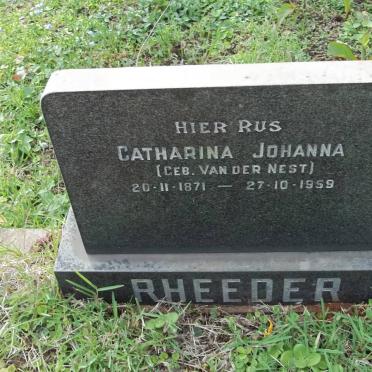 HIER RUS
CATHARINA JOHANNA
(GEB. VAN DER NEST)
20-11-1871 — 27-10-1959
RHEEDER